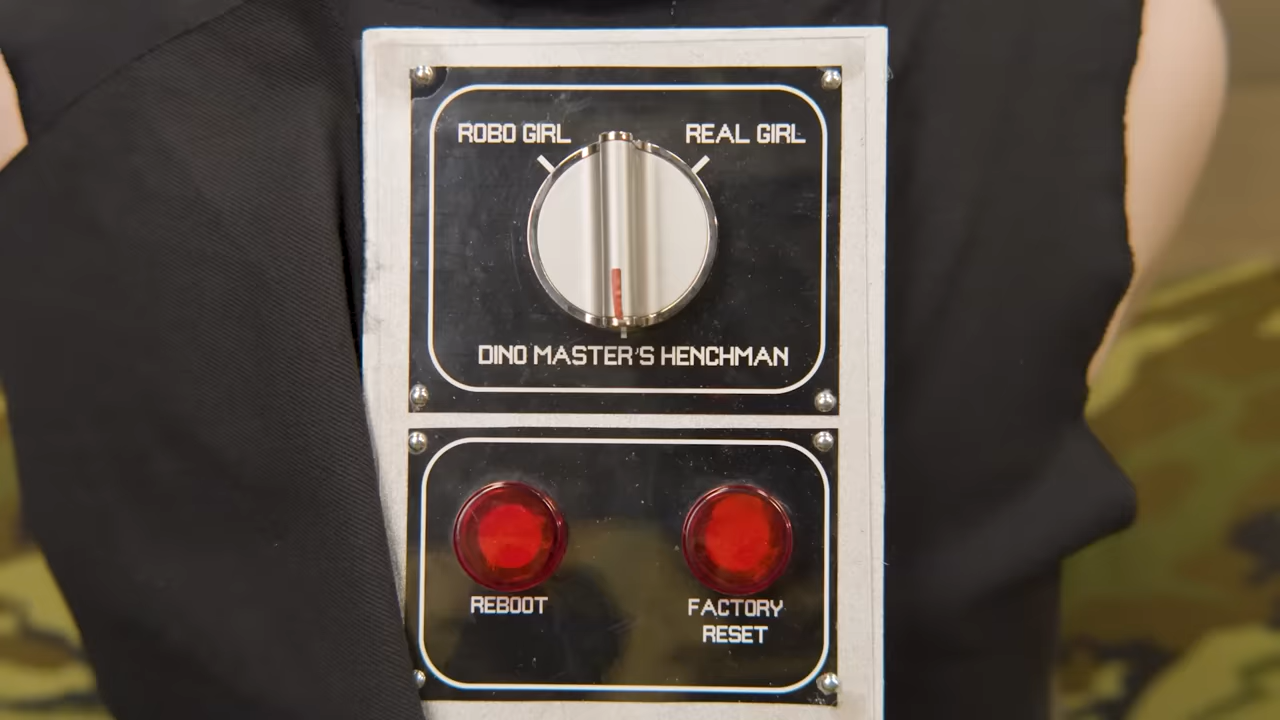 ROBO GIRL
REAL GIRL
DINO MASTER'S HENCHMAN
REBOOT
FACTORY
RESET